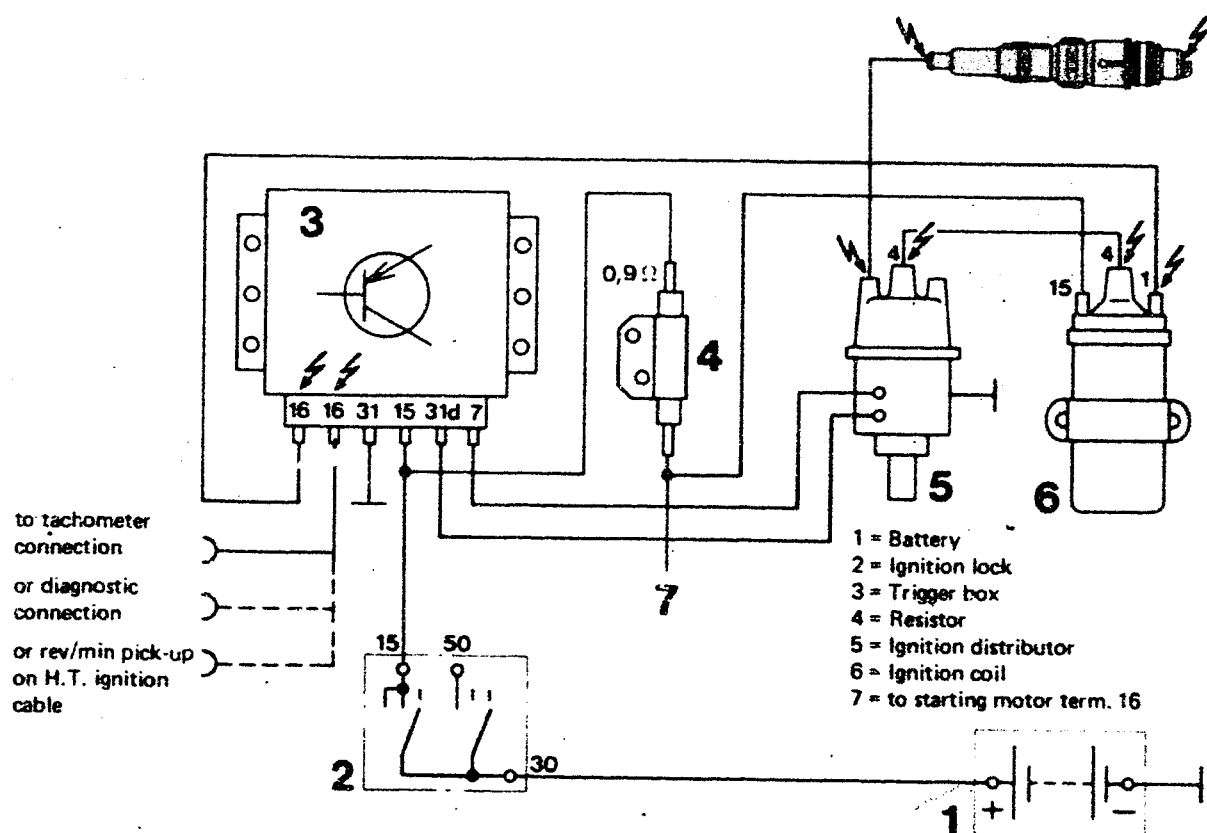 3
0,9 Ω
4
4
4
15
1
16 16 31 15 31d 7
5
6
to tachometer
connection
or diagnostic
connection
or rev/min pick-up
on H.T. ignition
cable
7
1 = Battery
2 = Ignition lock
3 = Trigger box
4 = Resistor
5 = Ignition distributor
6 = Ignition coil
7 = to starting motor term. 16
15 50
2
30
1
+ −